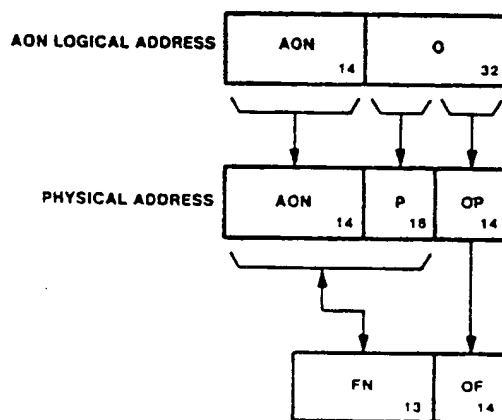 AON LOGICAL ADDRESS
AON 14
O 32
PHYSICAL ADDRESS
AON 14
P 18
OP 14
FN 13
OF 14